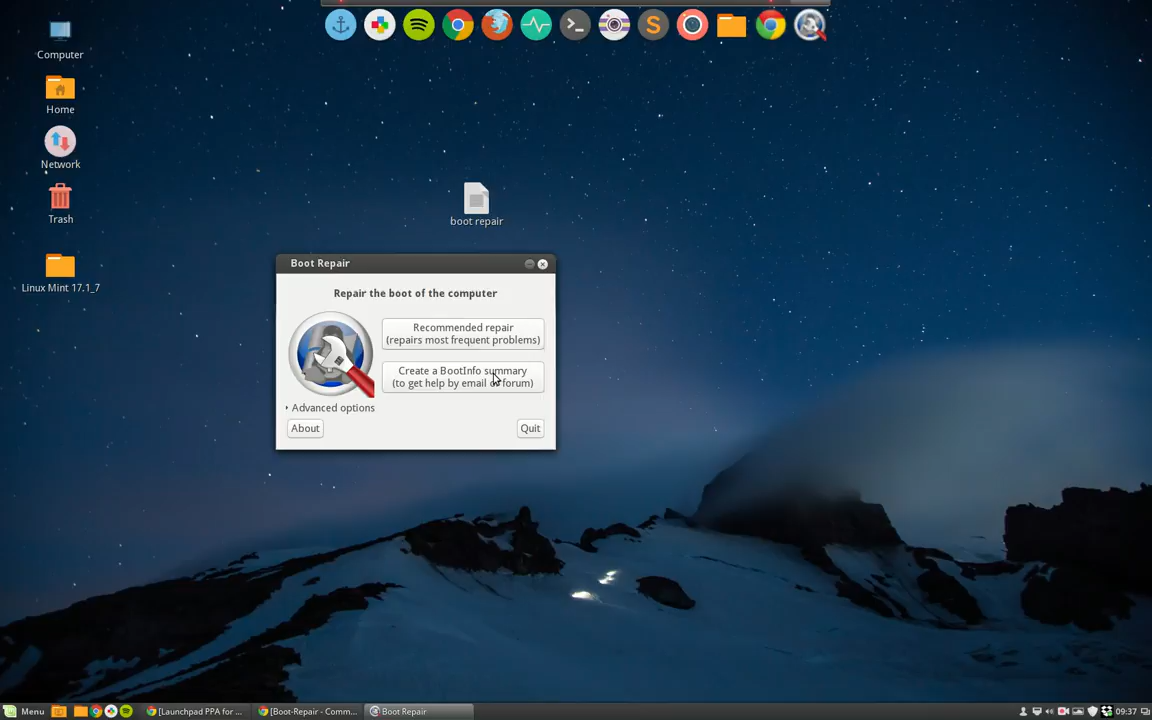 Computer
Home
Network
Trash
Linux Mint 17.1_7
S
boot repair
Boot Repair
Repair the boot of the computer
Recommended repair
(repairs most frequent problems)
Create a BootInfo summary
(to get help by email forum)
Advanced options
About
Quit
Menu
[Launchpad PPA for ...
[Boot-Repair - Comm...
Boot Repair
09:37